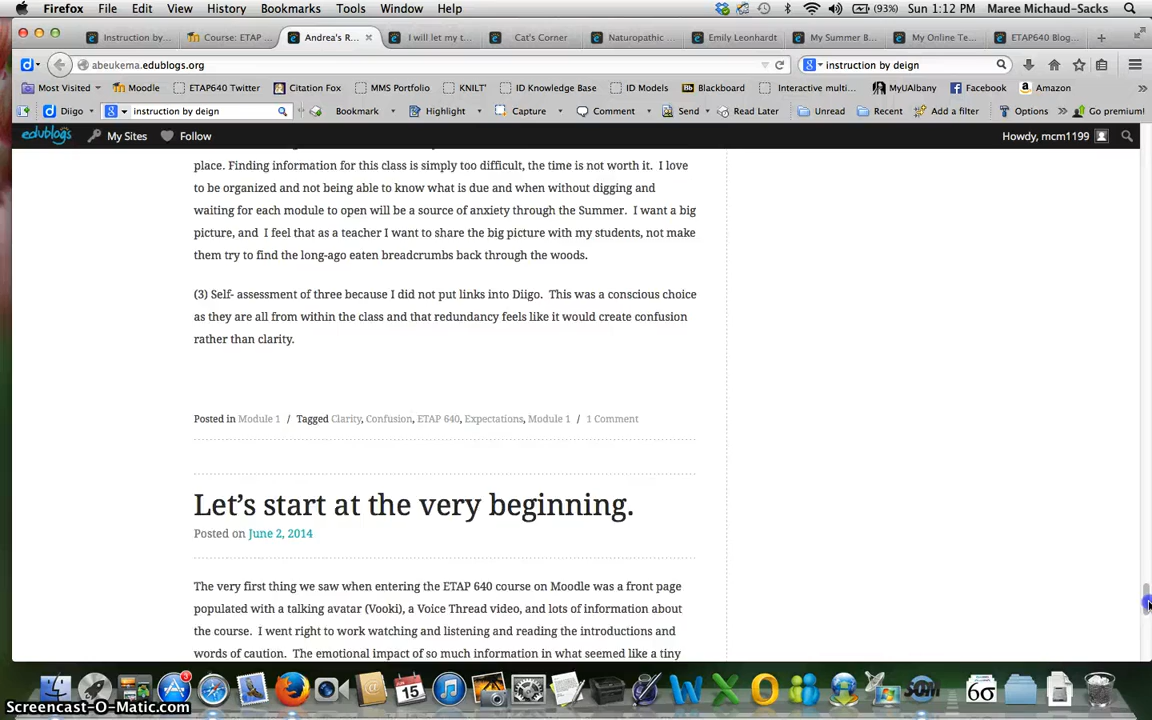 Firefox File Edit View History Bookmarks Tools Window Help (93%) Sun 1:12 PM Maree Michaud-Sacks
Instruction by... Course: ETAP ... Andrea's R... I will let my t... Cat's Corner Naturopathic ... Emily Leonhardt My Summer B... My Online Te... ETAP640 Blog...
abeukema.edublogs.org instruction by deign
Most Visited Moodle ETAP640 Twitter Citation Fox MMS Portfolio KNILT' ID Knowledge Base ID Models Blackboard Interactive multi... MyUAlbany Facebook Amazon
Diigo instruction by deign Bookmark Highlight Capture Comment Send Read Later Unread Recent Add a filter Options Go premium!
edublogs My Sites Follow Howdy, mcm1199
place. Finding information for this class is simply too difficult, the time is not worth it. I love
to be organized and not being able to know what is due and when without digging and
waiting for each module to open will be a source of anxiety through the Summer. I want a big
picture, and I feel that as a teacher I want to share the big picture with my students, not make
them try to find the long-ago eaten breadcrumbs back through the woods.
(3) Self- assessment of three because I did not put links into Diigo. This was a conscious choice
as they are all from within the class and that redundancy feels like it would create confusion
rather than clarity.
Posted in Module 1 / Tagged Clarity, Confusion, ETAP 640, Expectations, Module 1 / 1 Comment
Let's start at the very beginning.
Posted on June 2, 2014
The very first thing we saw when entering the ETAP 640 course on Moodle was a front page
populated with a talking avatar (Vooki), a Voice Thread video, and lots of information about
the course. I went right to work watching and listening and reading the introductions and
words of caution. The emotional impact of so much information in what seemed like a tiny
3
15
SOM
6σ
Screencast-O-Matic.com